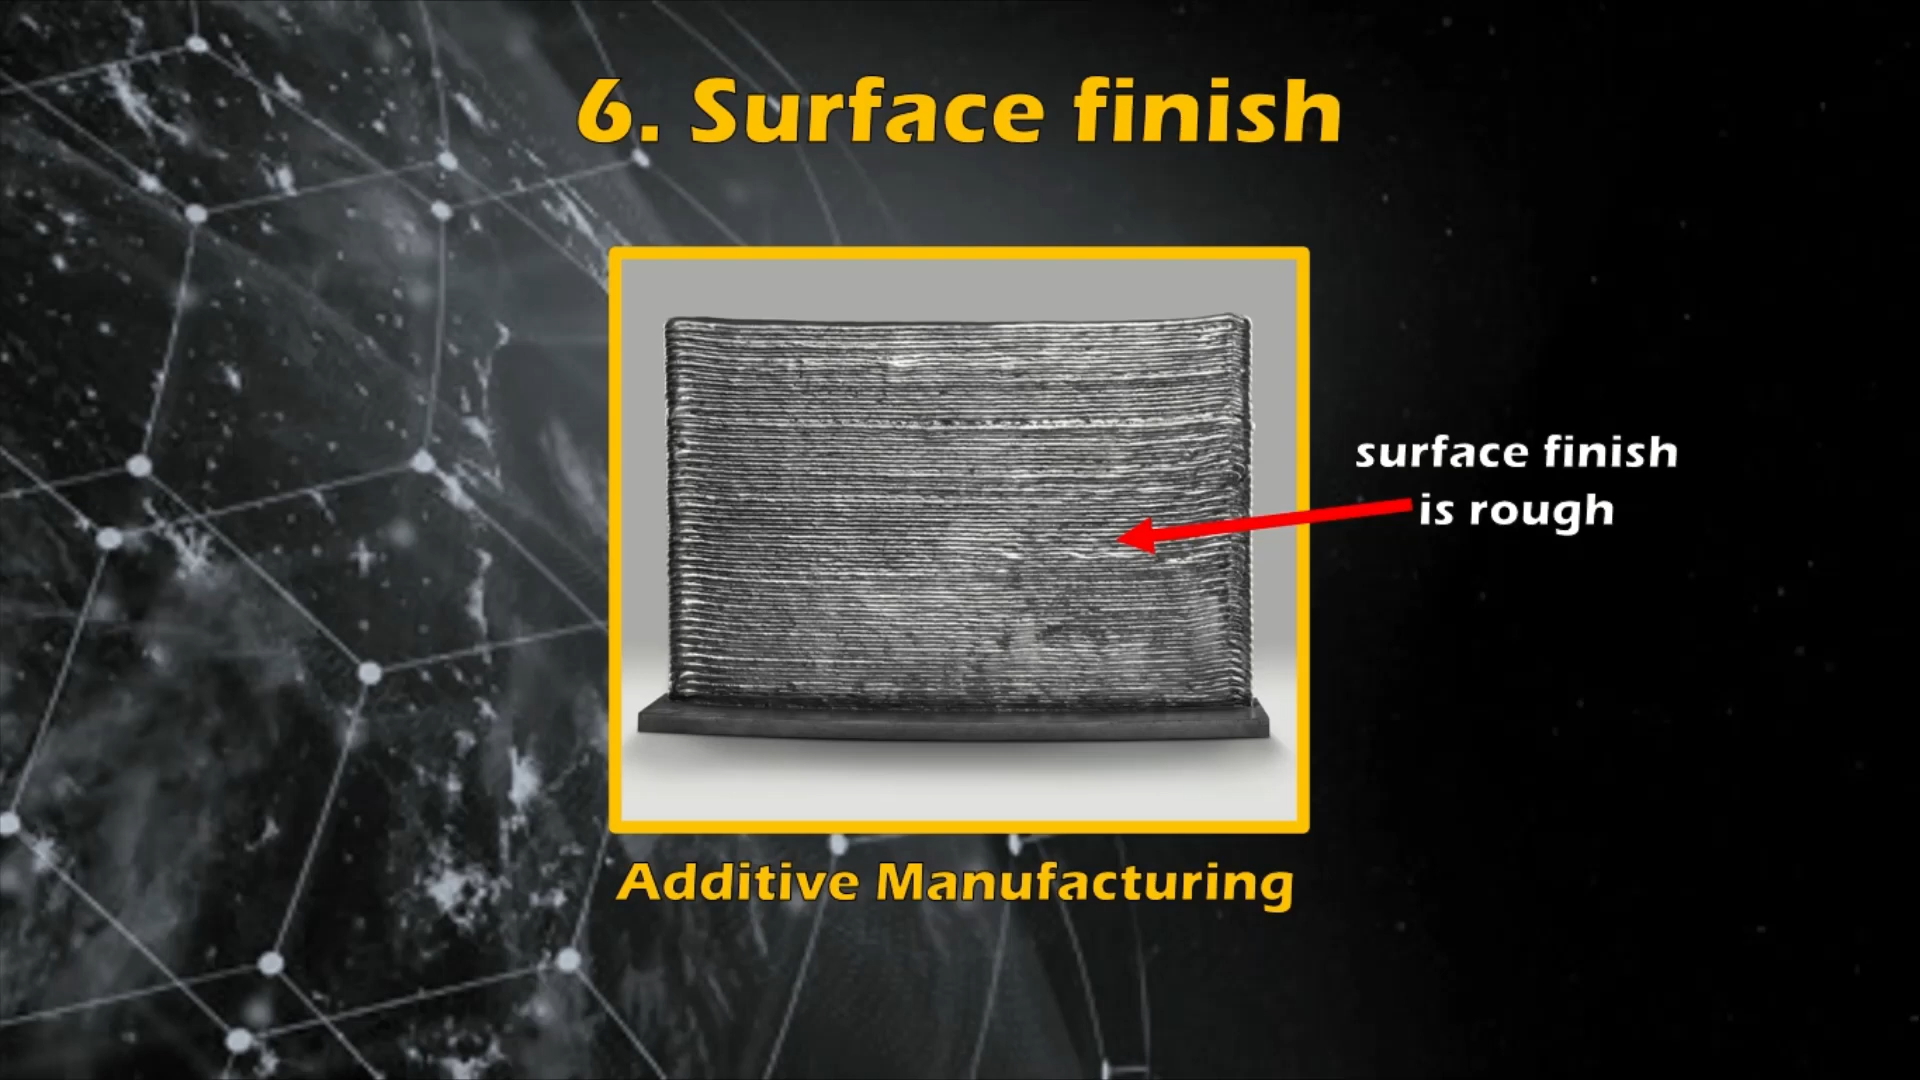 6. Surface finish
surface finish
is rough
Additive Manufacturing